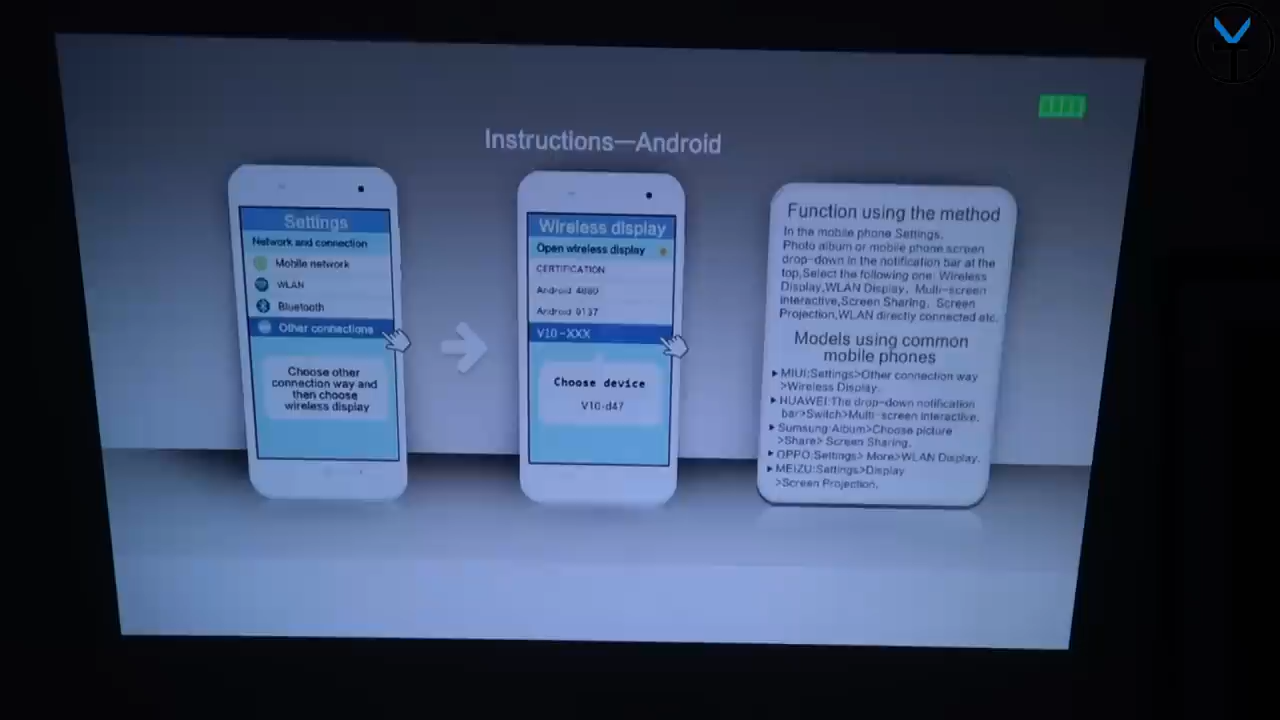 Instructions—Android
Settings
Network and connection
Mobile network
WLAN
Bluetooth
Other connections
Choose other
connection way and
then choose
wireless display
Wireless display
Open wireless display
CERTIFICATION
Android 4680
Android 9137
V10-XXX
Choose device
V10-d47
Function using the method
In the mobile phone Settings.
Photo album or mobile phone screen
drop-down in the notification bar at the
top,Select the following one: Wireless
Display,WLAN Display, Multi-screen
interactive,Screen Sharing, Screen
Projection,WLAN directly connected etc.
Models using common
mobile phones
MIUI:Settings>Other connection way
>Wireless Display.
HUAWEI:The drop-down notification
bar>Switch>Multi-screen Interactive.
Sumsung:Album>Choose picture
>Share> Screen Sharing.
OPPO:Settings> More>WLAN Display.
MEIZU:Settings>Display
>Screen Projection.